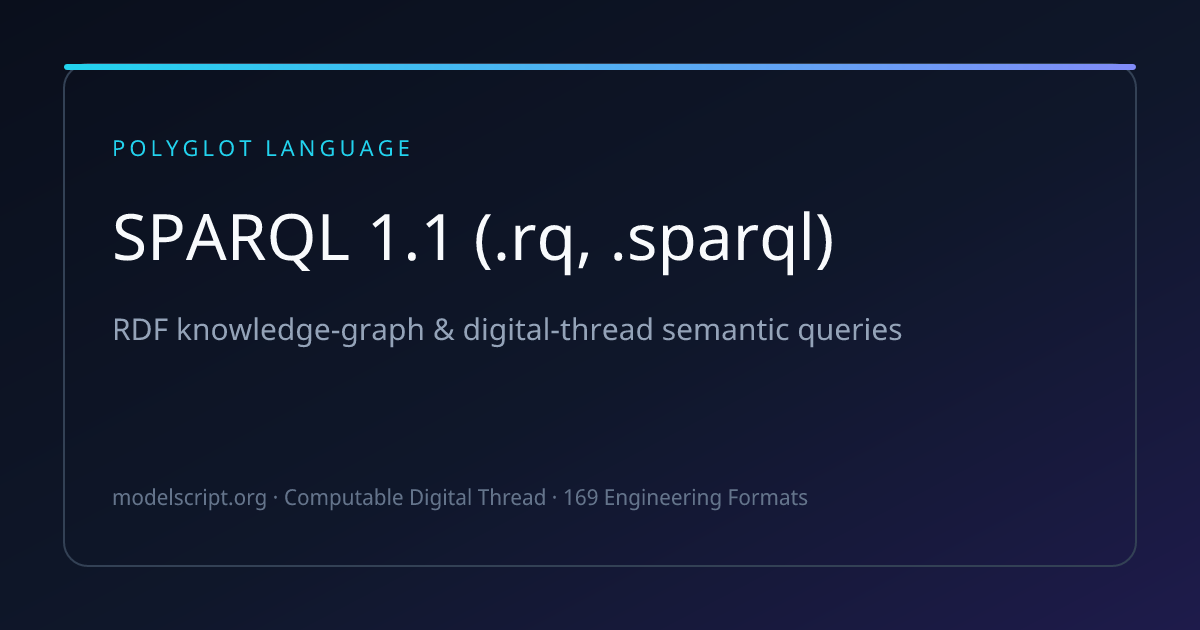 POLYGLOT LANGUAGE
SPARQL 1.1 (.rq, .sparql)
RDF knowledge-graph & digital-thread semantic queries
modelscript.org · Computable Digital Thread · 169 Engineering Formats